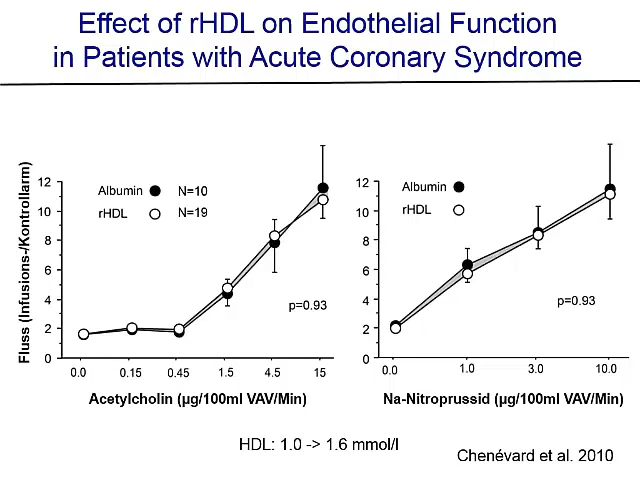 Effect of rHDL on Endothelial Function
in Patients with Acute Coronary Syndrome
Fluss (Infusions-/Kontrollarm)
12
10
8
6
4
2
0
Albumin N=10
rHDL N=19
p=0.93
0.0 0.15 0.45 1.5 4.5 15
Acetylcholin (µg/100ml VAV/Min)
12
10
8
6
4
2
0
Albumin
rHDL
p=0.93
0.0 1.0 3.0 10.0
Na-Nitroprussid (µg/100ml VAV/Min)
HDL: 1.0 -> 1.6 mmol/l
Chenévard et al. 2010